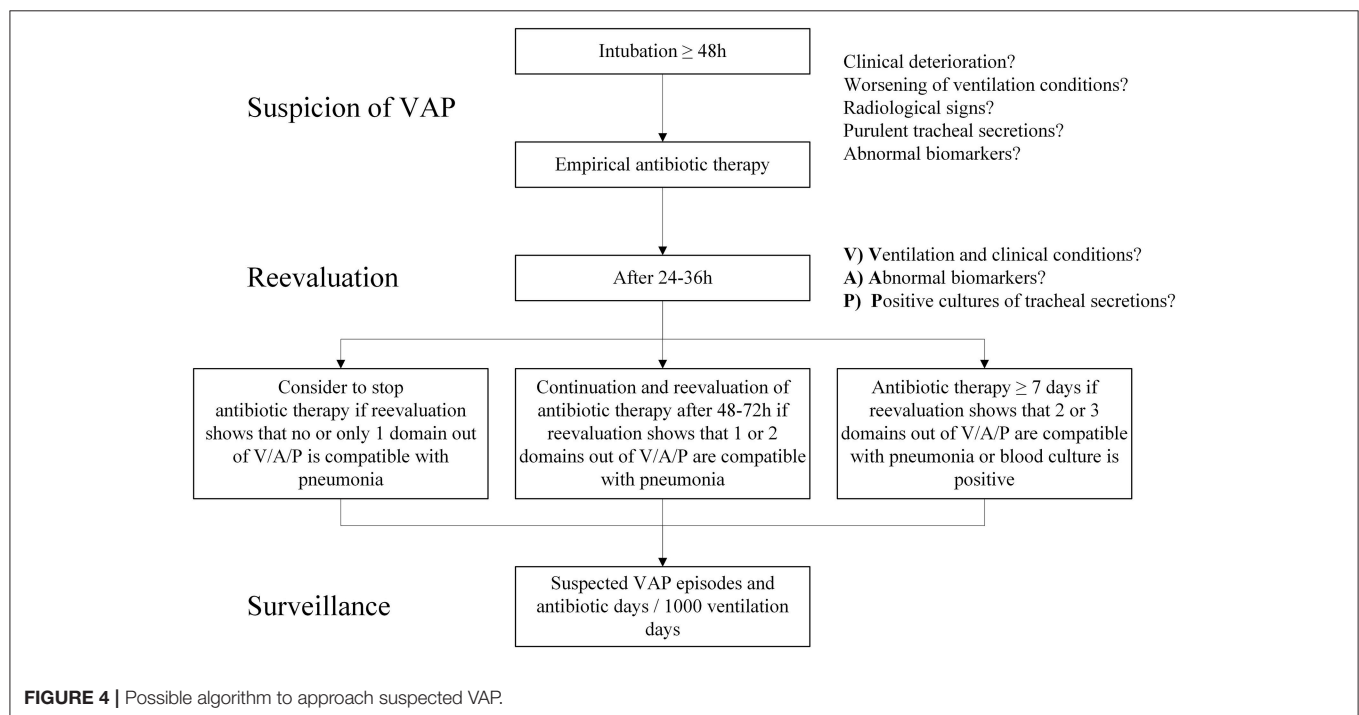 Intubation ≥ 48h
Suspicion of VAP
Clinical deterioration?
Worsening of ventilation conditions?
Radiological signs?
Purulent tracheal secretions?
Abnormal biomarkers?
Empirical antibiotic therapy
Reevaluation
After 24-36h
V) Ventilation and clinical conditions?
A) Abnormal biomarkers?
P) Positive cultures of tracheal secretions?
Consider to stop
antibiotic therapy if reevaluation
shows that no or only 1 domain out
of V/A/P is compatible with
pneumonia
Continuation and reevaluation of
antibiotic therapy after 48-72h if
reevaluation shows that 1 or 2
domains out of V/A/P are compatible
with pneumonia
Antibiotic therapy ≥ 7 days if
reevaluation shows that 2 or 3
domains out of V/A/P are compatible
with pneumonia or blood culture is
positive
Surveillance
Suspected VAP episodes and
antibiotic days / 1000 ventilation
days
FIGURE 4 | Possible algorithm to approach suspected VAP.